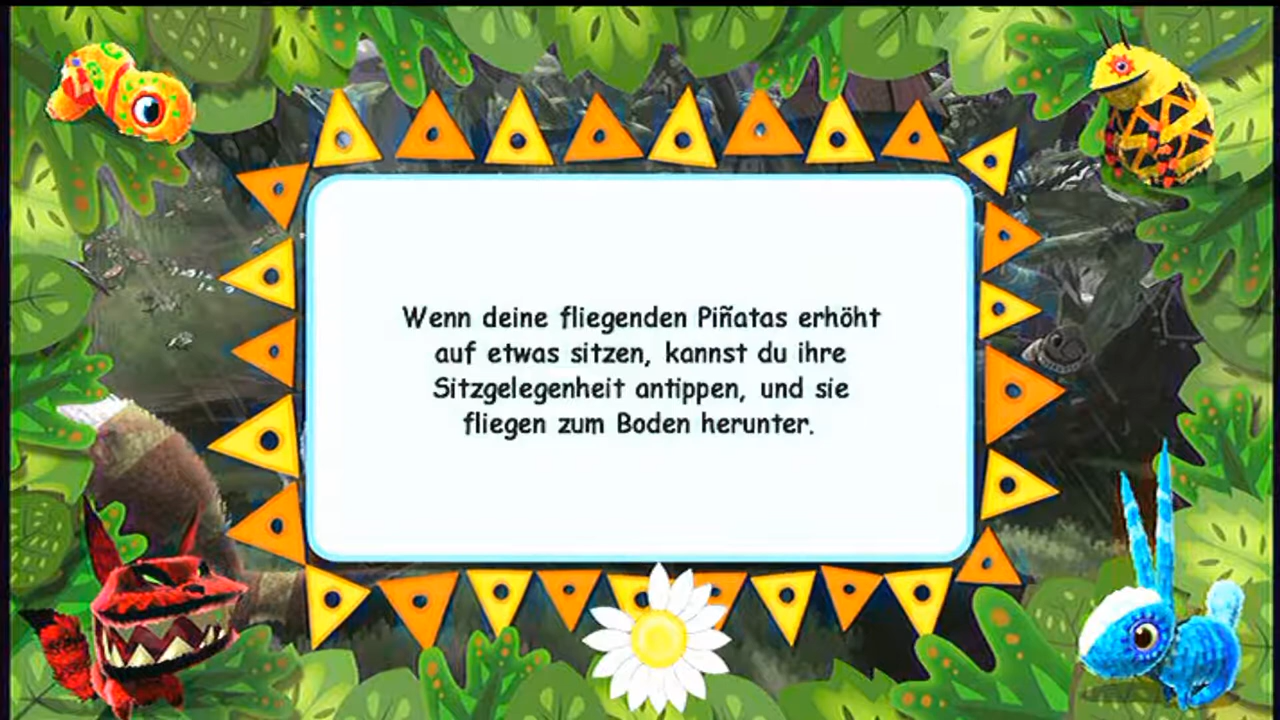 Wenn deine fliegenden Piñatas erhöht
auf etwas sitzen, kannst du ihre
Sitzgelegenheit antippen, und sie
fliegen zum Boden herunter.